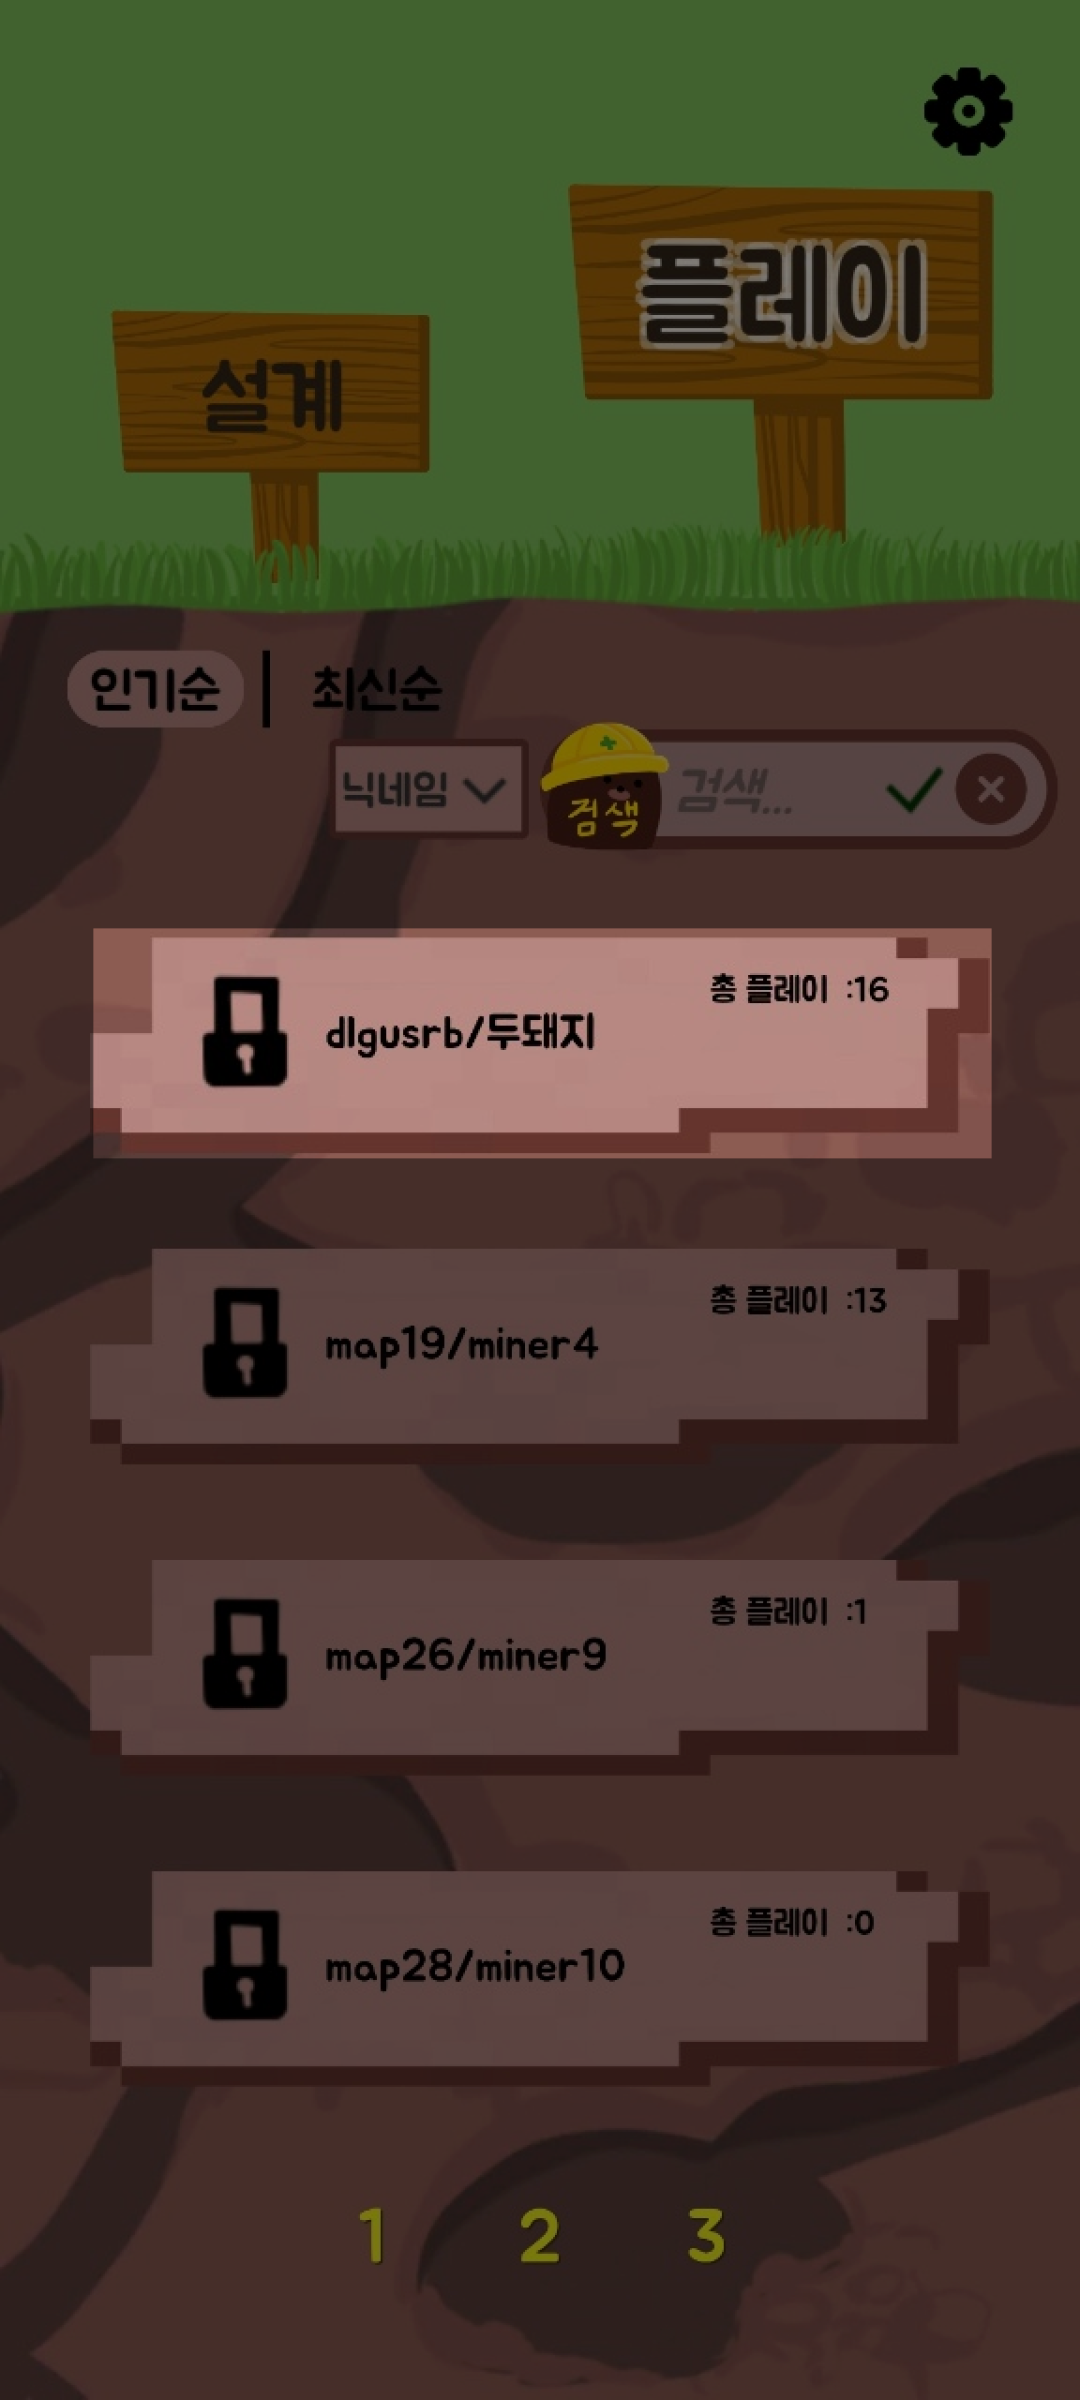 플레이
설계
인기순 | 최신순
닉네임 검색 검색...
총 플레이 :16
dlgusrb/두돼지
총 플레이 :13
map19/miner4
총 플레이 :1
map26/miner9
총 플레이 :0
map28/miner10
1 2 3